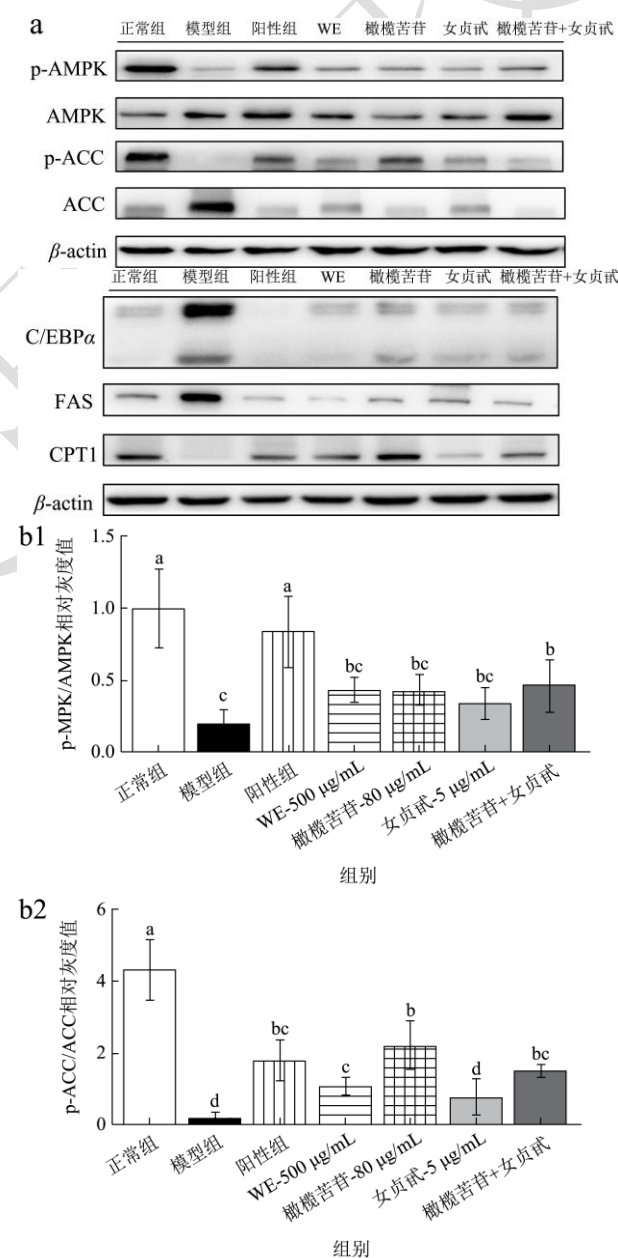 a
正常组 模型组 阳性组 WE 橄榄苦苷 女贞甙 橄榄苦苷+女贞甙
p-AMPK
AMPK
p-ACC
ACC
β-actin
正常组 模型组 阳性组 WE 橄榄苦苷 女贞甙 橄榄苦苷+女贞甙
C/EBPα
FAS
CPT1
β-actin
b1
p-MPK/AMPK相对灰度值
1.5
1.0
0.5
0.0
a
c
a
bc
bc
bc
b
正常组
模型组
阳性组
WE-500 μg/mL
橄榄苦苷-80 μg/mL
女贞甙-5 μg/mL
橄榄苦苷+女贞甙
组别
b2
p-ACC/ACC相对灰度值
6
4
2
0
a
d
bc
c
b
d
bc
正常组
模型组
阳性组
WE-500 μg/mL
橄榄苦苷-80 μg/mL
女贞甙-5 μg/mL
橄榄苦苷+女贞甙
组别